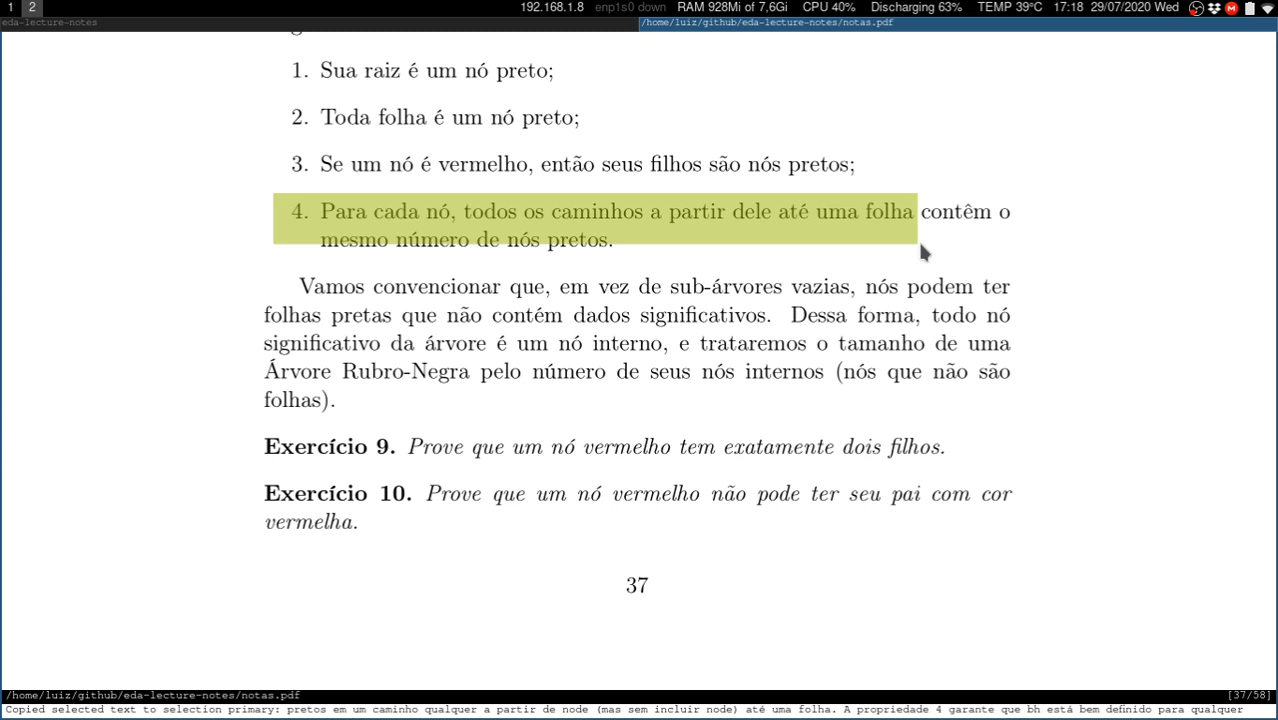 1 2 192.168.1.8 enp1s0 down RAM 928Mi of 7,6Gi CPU 40% Discharging 63% TEMP 39°C 17:18 29/07/2020 Wed
eda-lecture-notes /home/luiz/github/eda-lecture-notes/notas.pdf
1. Sua raiz é um nó preto;
2. Toda folha é um nó preto;
3. Se um nó é vermelho, então seus filhos são nós pretos;
4. Para cada nó, todos os caminhos a partir dele até uma folha contêm o
mesmo número de nós pretos.
Vamos convencionar que, em vez de sub-árvores vazias, nós podem ter
folhas pretas que não contém dados significativos. Dessa forma, todo nó
significativo da árvore é um nó interno, e trataremos o tamanho de uma
Árvore Rubro-Negra pelo número de seus nós internos (nós que não são
folhas).
Exercício 9. Prove que um nó vermelho tem exatamente dois filhos.
Exercício 10. Prove que um nó vermelho não pode ter seu pai com cor
vermelha.
37
/home/luiz/github/eda-lecture-notes/notas.pdf [37/58]
Copied selected text to selection primary: pretos em um caminho qualquer a partir de node (mas sem incluir node) até uma folha. A propriedade 4 garante que bh está bem definido para qualquer